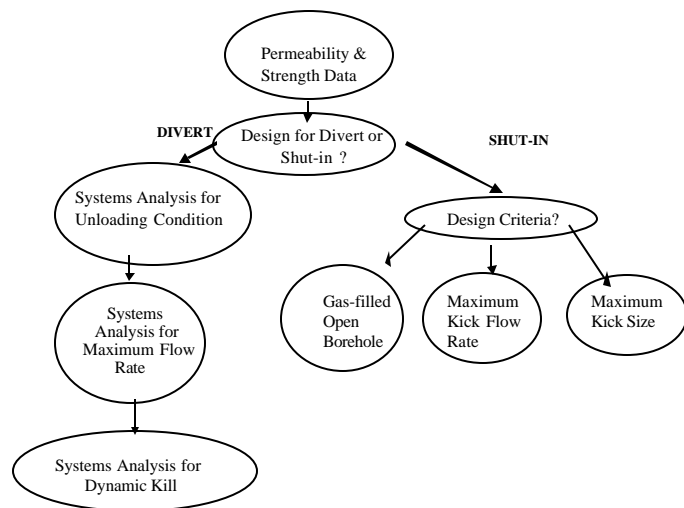 Permeability &
Strength Data
DIVERT
Design for Divert or
Shut-in ?
SHUT-IN
Systems Analysis for
Unloading Condition
Design Criteria?
Systems
Analysis for
Maximum Flow
Rate
Gas-filled
Open
Borehole
Maximum
Kick Flow
Rate
Maximum
Kick Size
Systems Analysis for
Dynamic Kill